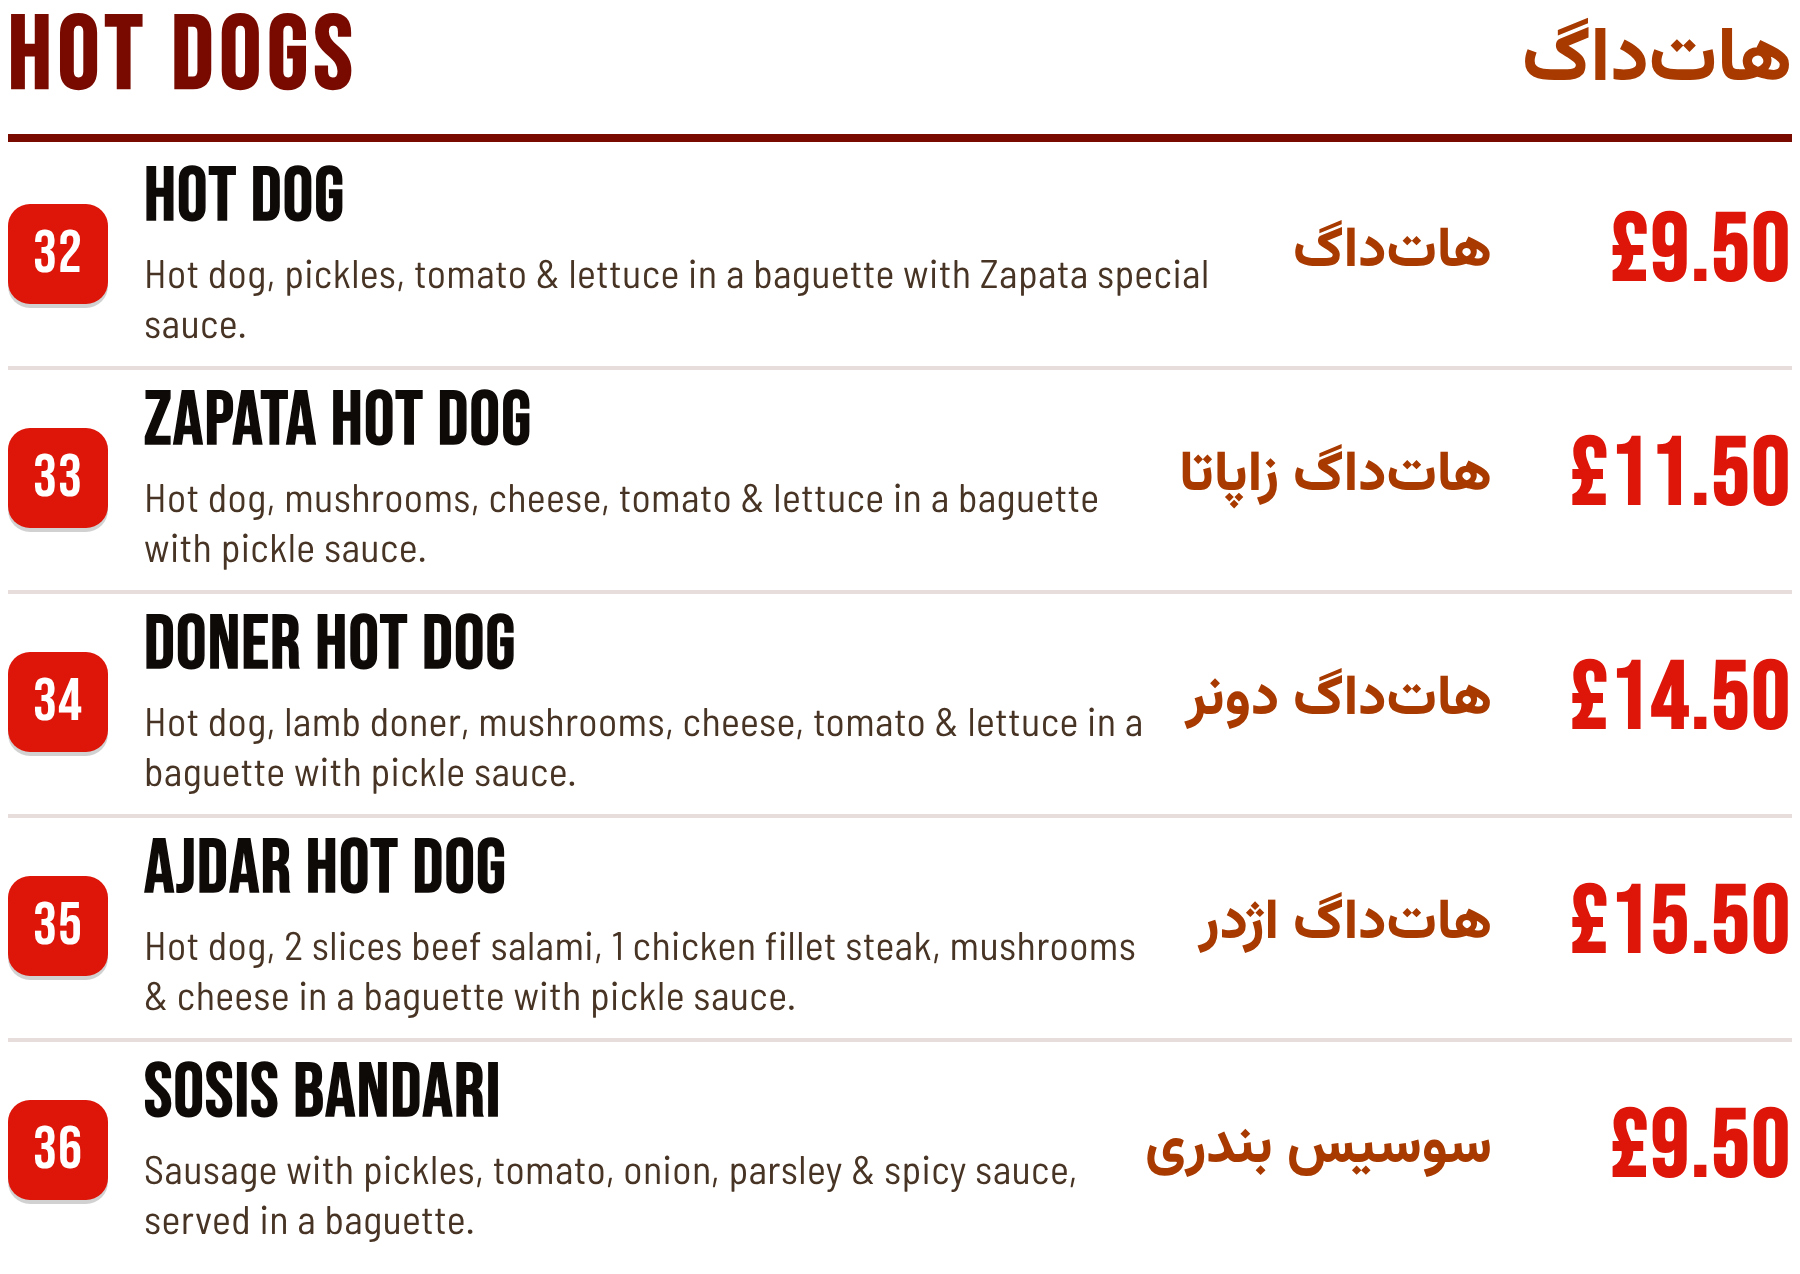 HOT DOGS هات‌داگ
HOT DOG
32 هات‌داگ £9.50
Hot dog, pickles, tomato & lettuce in a baguette with Zapata special
sauce.
ZAPATA HOT DOG
33 هات‌داگ زاپاتا £11.50
Hot dog, mushrooms, cheese, tomato & lettuce in a baguette
with pickle sauce.
DONER HOT DOG
34 هات‌داگ دونر £14.50
Hot dog, lamb doner, mushrooms, cheese, tomato & lettuce in a
baguette with pickle sauce.
AJDAR HOT DOG
35 هات‌داگ اژدر £15.50
Hot dog, 2 slices beef salami, 1 chicken fillet steak, mushrooms
& cheese in a baguette with pickle sauce.
SOSIS BANDARI
36 سوسیس بندری £9.50
Sausage with pickles, tomato, onion, parsley & spicy sauce,
served in a baguette.